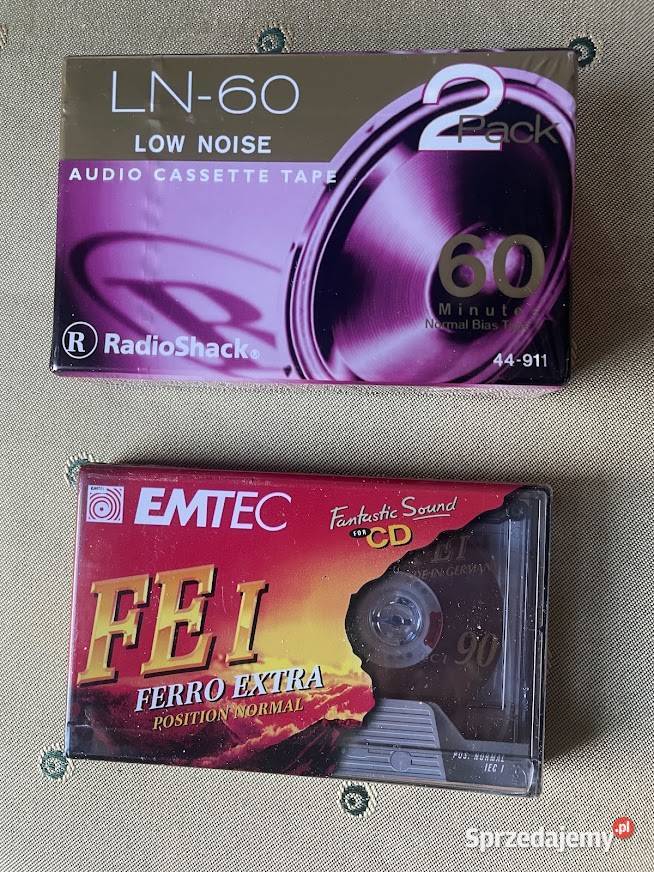 LN-60
2 Pack
LOW NOISE
AUDIO CASSETTE TAPE
60
Minutes
Normal Bias
R RadioShack®
44-911
EMTEC
EMTEC
Fantastic Sound
FOR CD
FE I
FERRO EXTRA
POSITION NORMAL
90
POS. NORMAL
IEC I
Sprzedajemy.pl